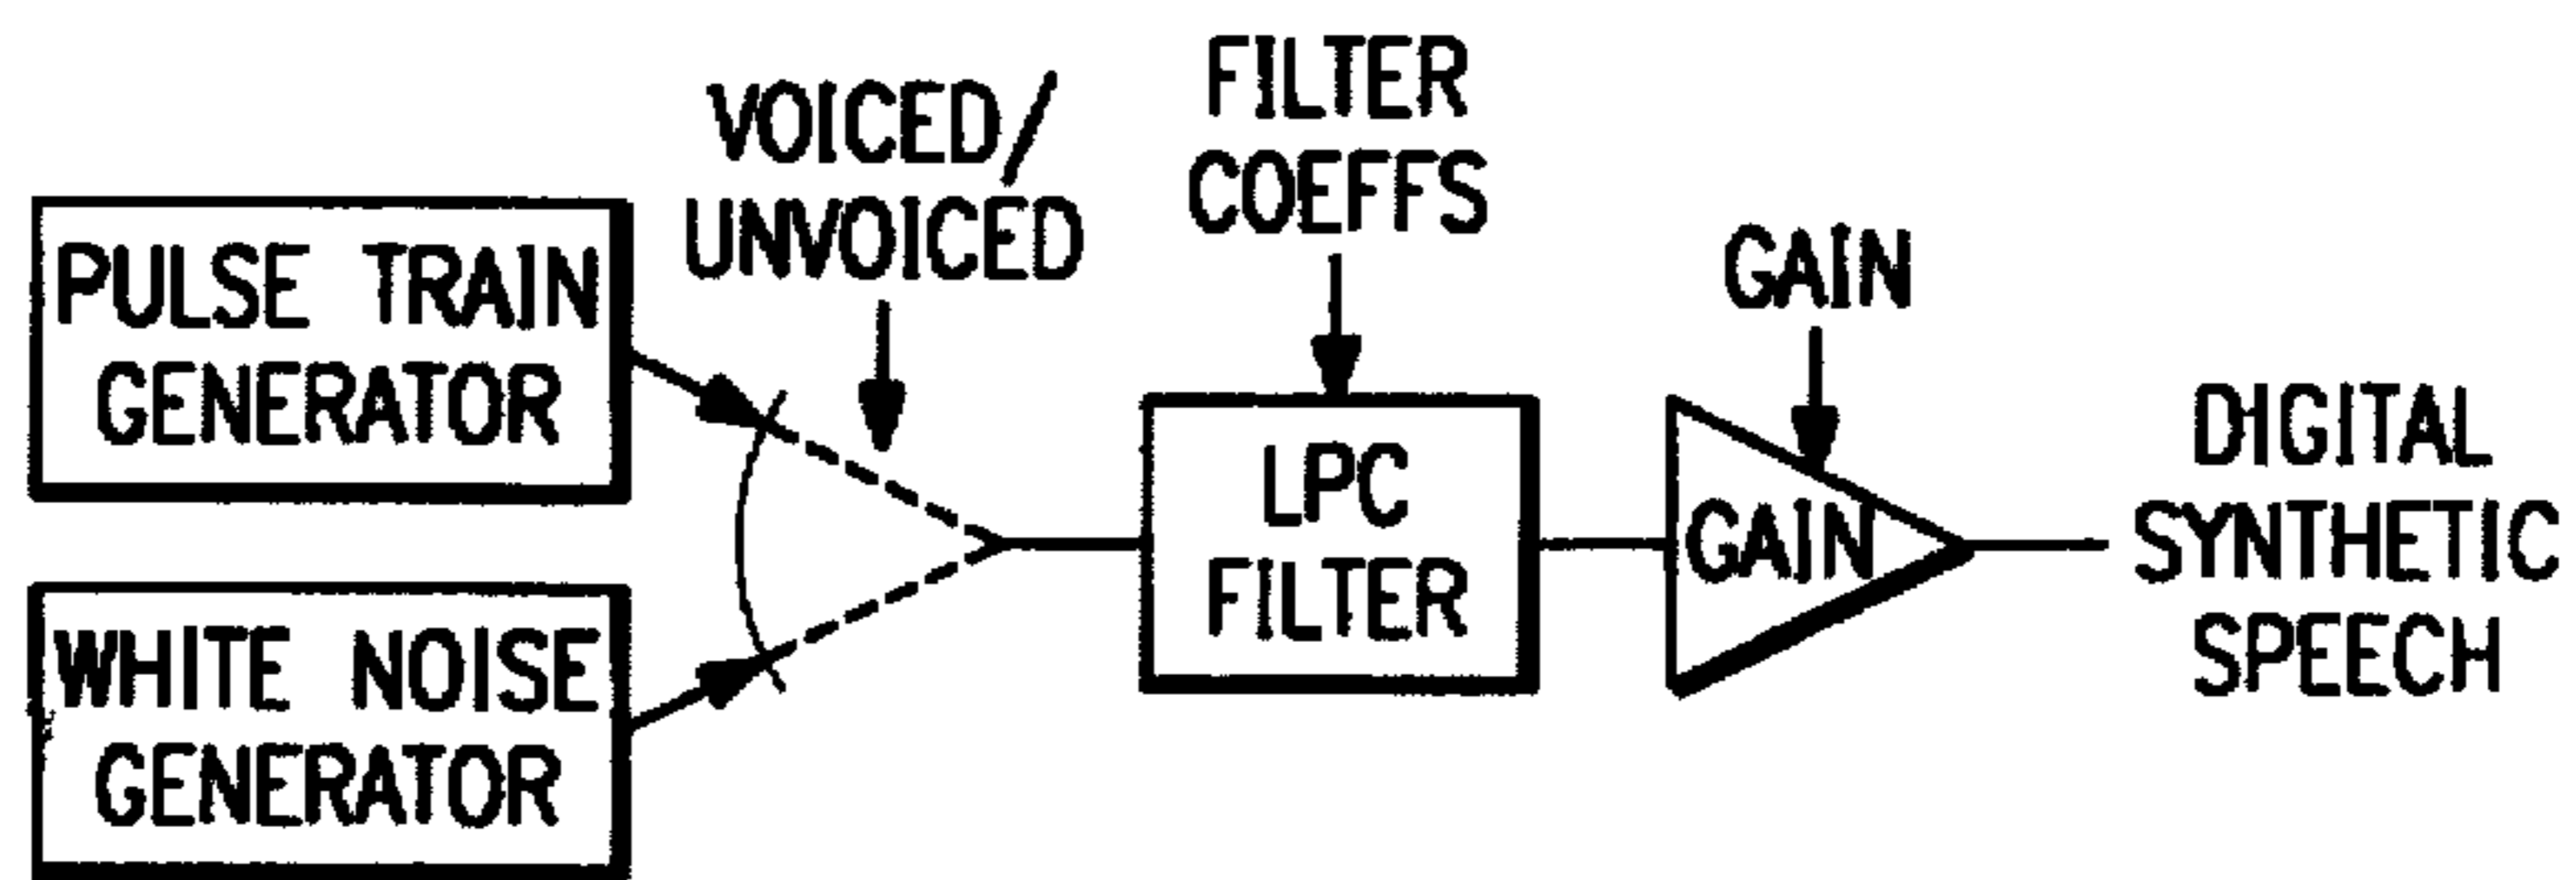 PULSE TRAIN
GENERATOR
WHITE NOISE
GENERATOR
VOICED/
UNVOICED
FILTER
COEFFS
LPC
FILTER
GAIN
GAIN
DIGITAL
SYNTHETIC
SPEECH